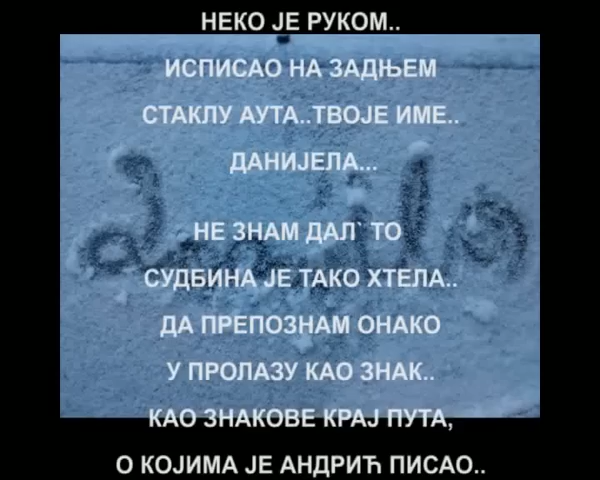 НЕКО ЈЕ РУКОМ..
ИСПИСАО НА ЗАДЊЕМ
СТАКЛУ АУТА..ТВОЈЕ ИМЕ..
ДАНИЈЕЛА...
НЕ ЗНАМ ДАЛ` ТО
СУДБИНА ЈЕ ТАКО ХТЕЛА..
ДА ПРЕПОЗНАМ ОНАКО
У ПРОЛАЗУ КАО ЗНАК..
КАО ЗНАКОВЕ КРАЈ ПУТА,
О КОЈИМА ЈЕ АНДРИЋ ПИСАО..